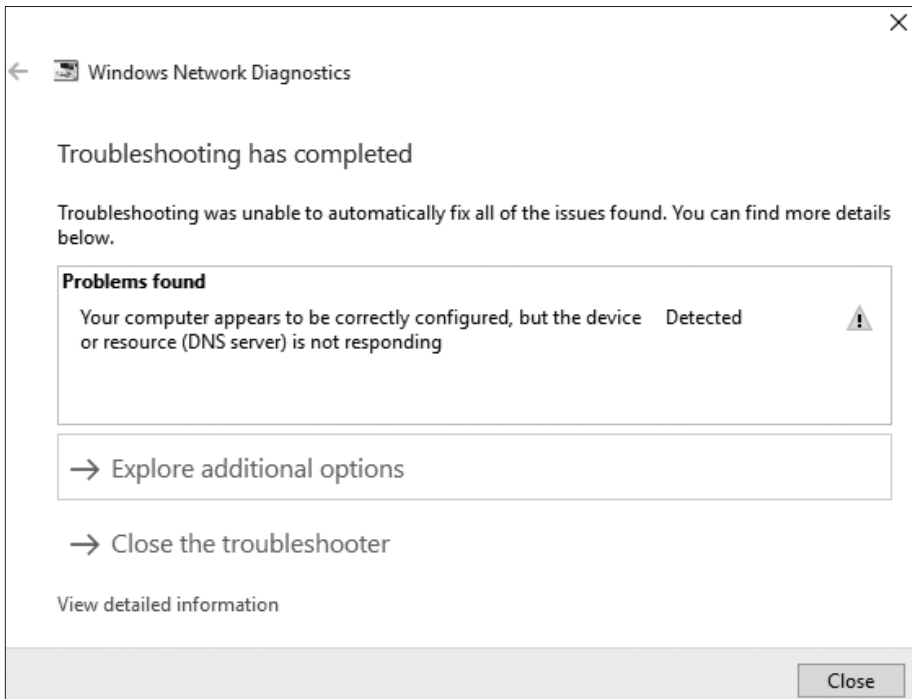 Windows Network Diagnostics
Troubleshooting has completed
Troubleshooting was unable to automatically fix all of the issues found. You can find more details
below.
Problems found
Your computer appears to be correctly configured, but the device Detected
or resource (DNS server) is not responding
Explore additional options
Close the troubleshooter
View detailed information
Close